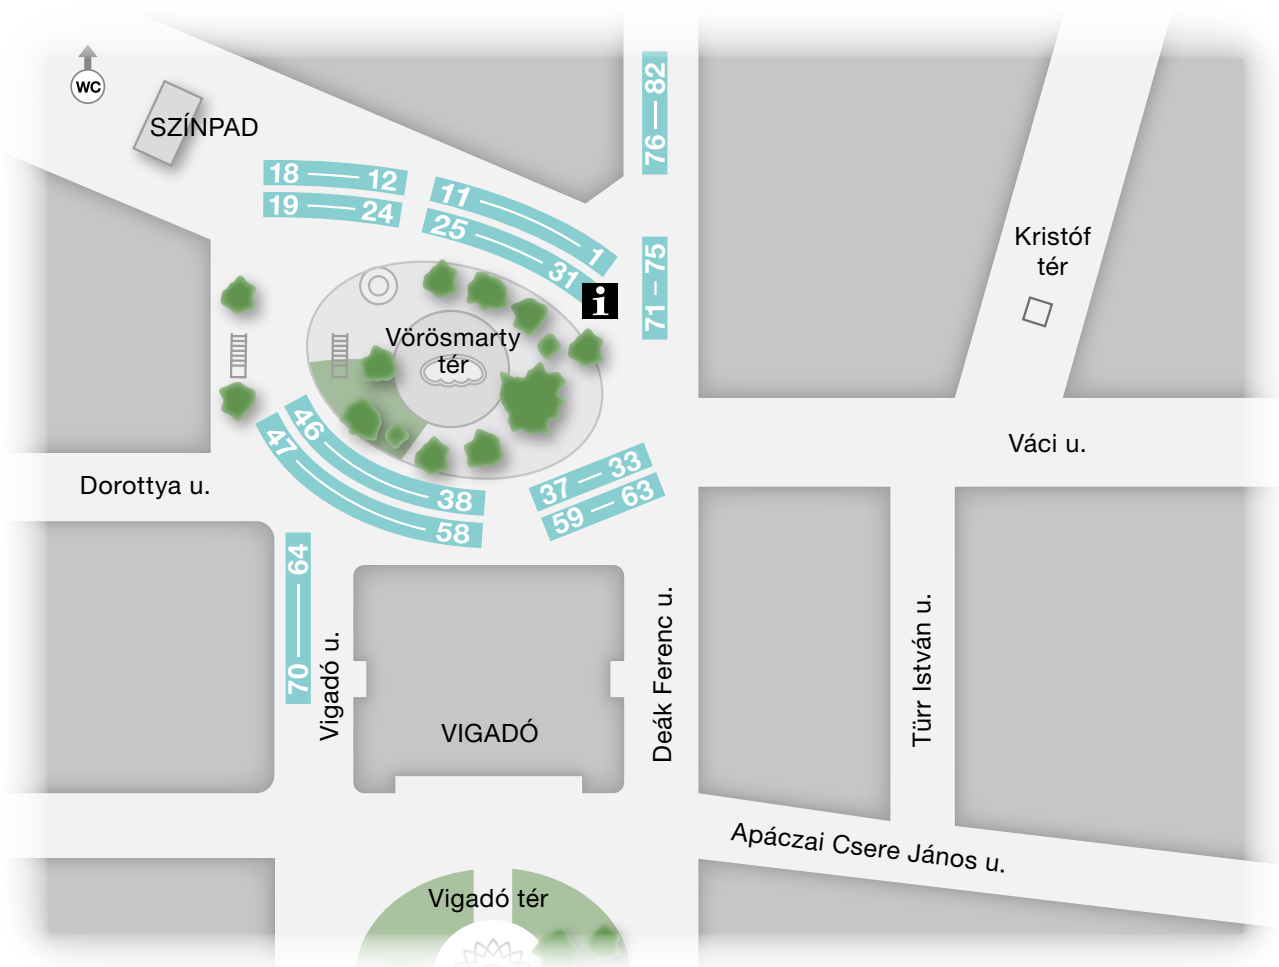 76 — 82
WC
SZÍNPAD
18 — 12
11 — 1
19 — 24
25 — 31
71 – 75
i
Kristóf
tér
Vörösmarty
tér
46 — 38
47 — 58
37 — 33
59 — 63
Váci u.
Dorottya u.
70 — 64
Vigadó u.
VIGADÓ
Deák Ferenc u.
Türr István u.
Apáczai Csere János u.
Vigadó tér